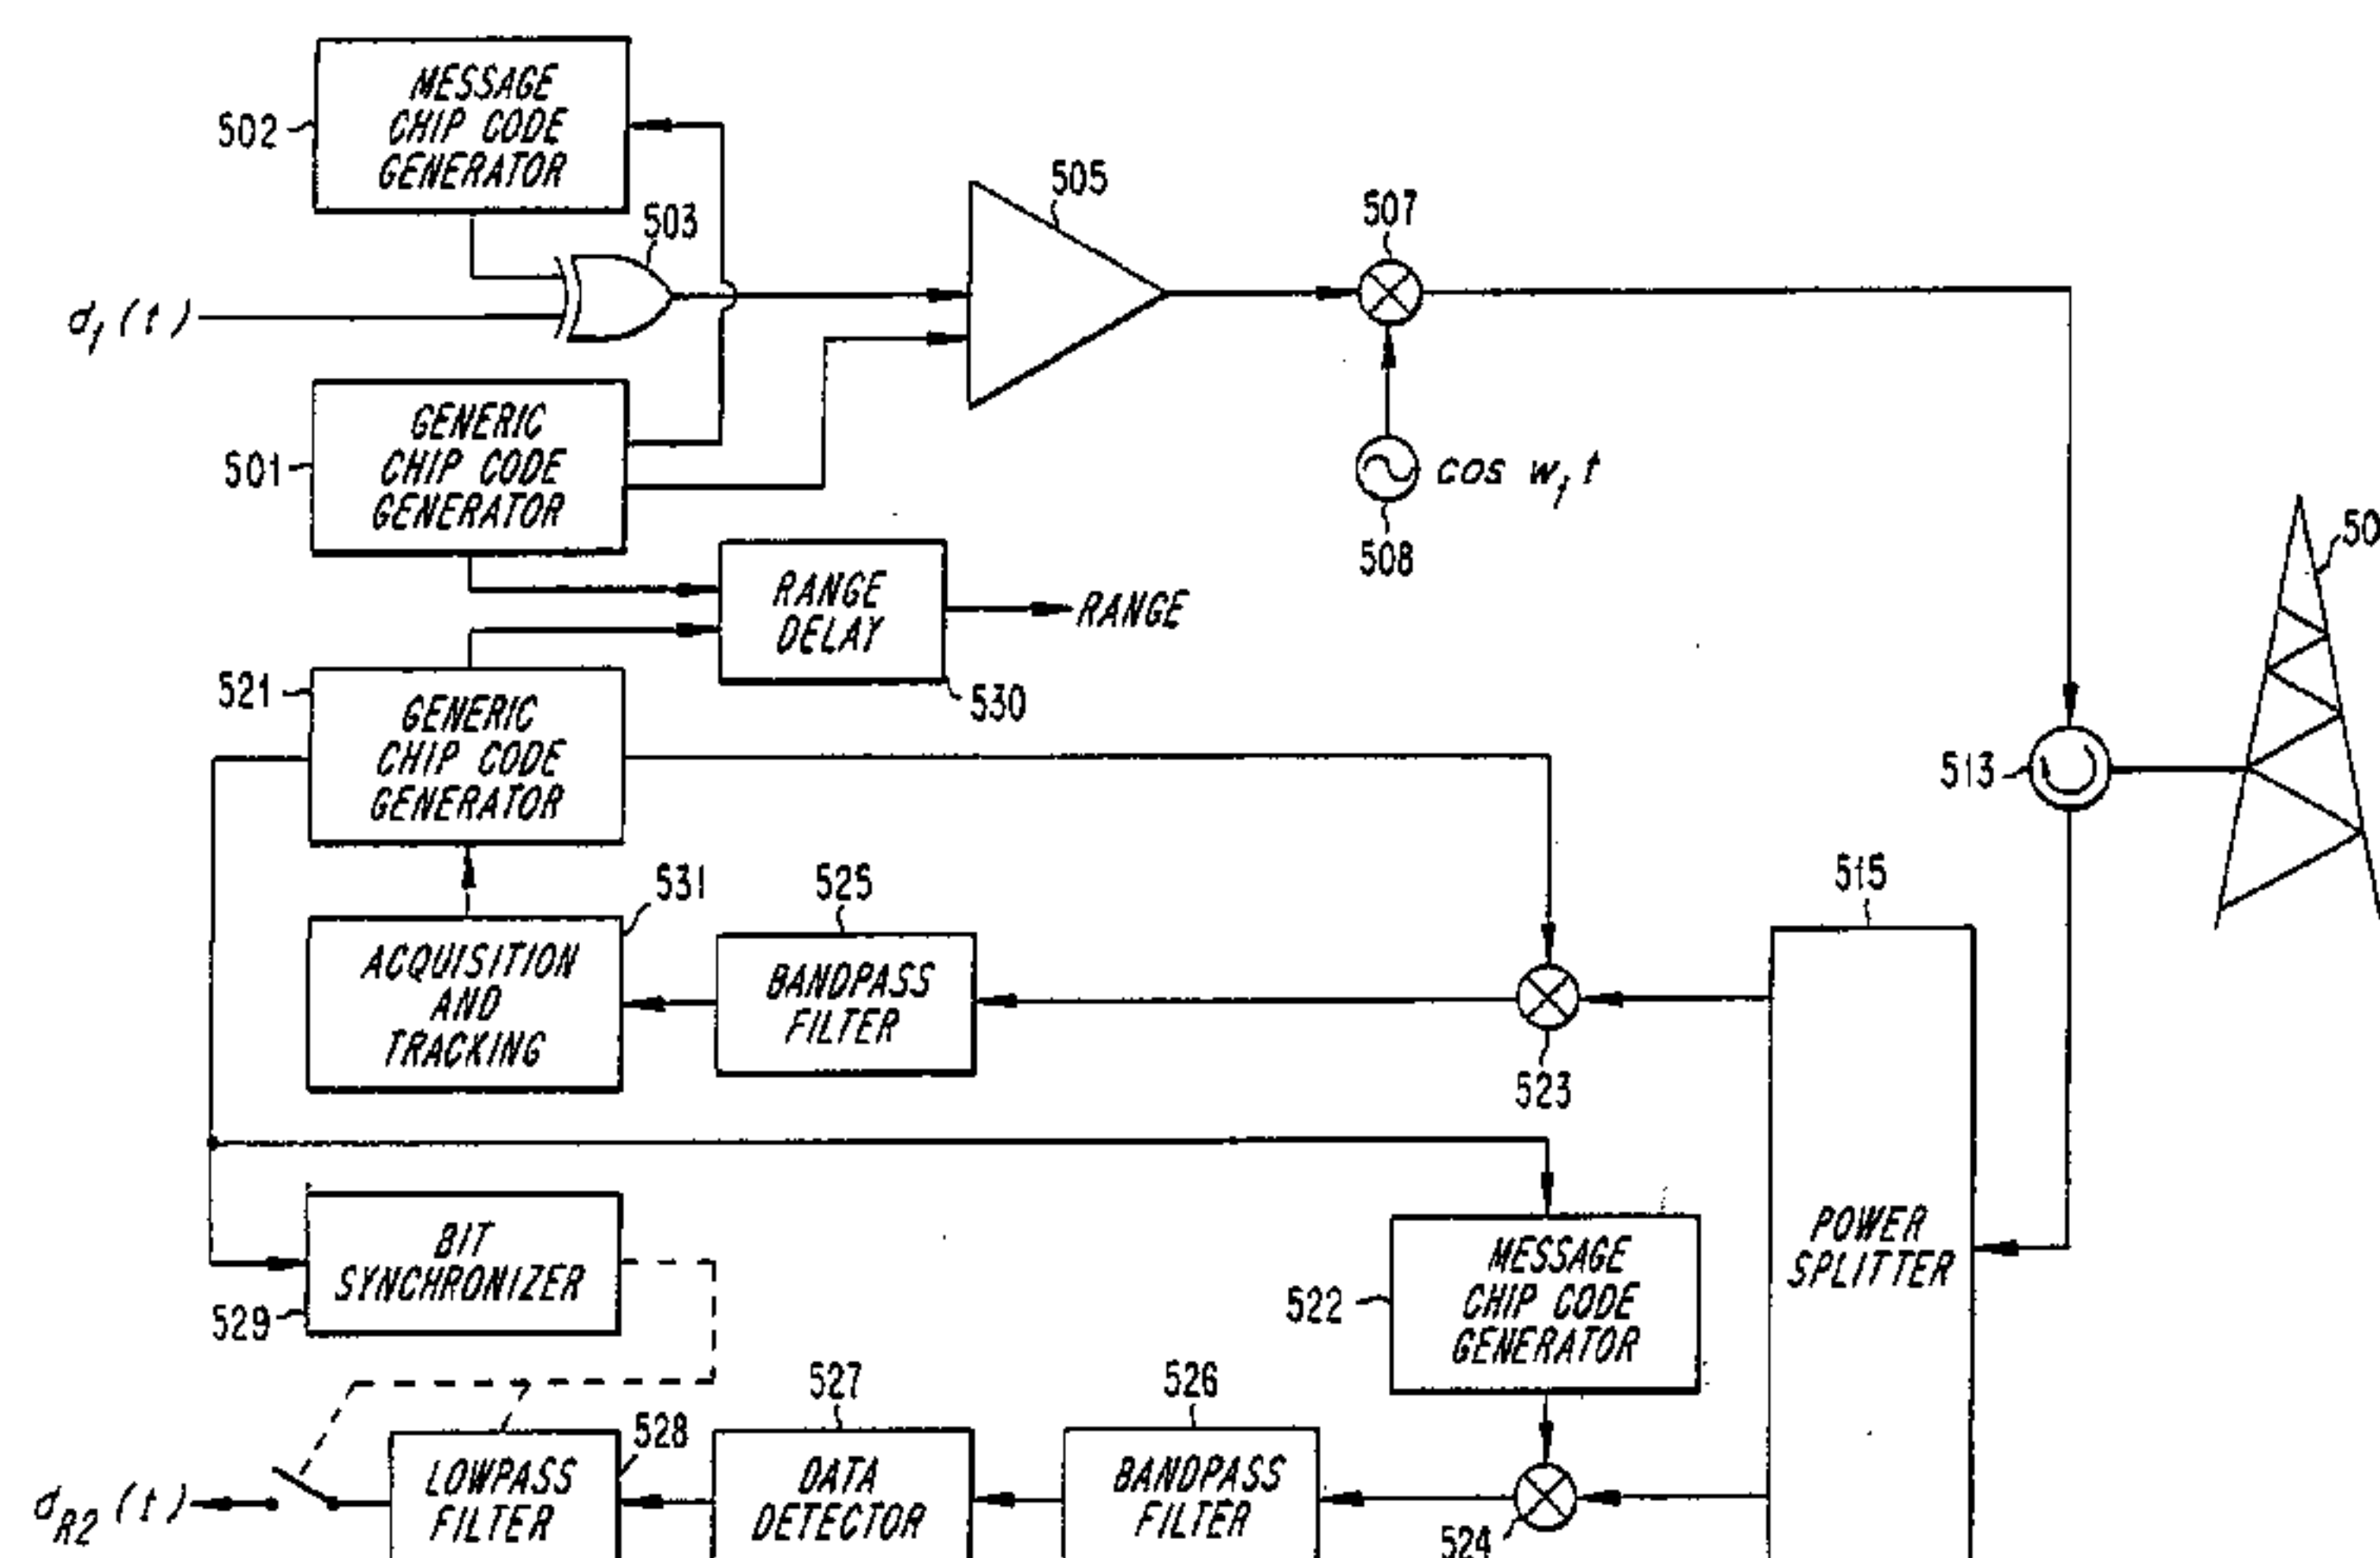 MESSAGE
CHIP CODE
GENERATOR
502
503
505
507
d1(t)
GENERIC
CHIP CODE
GENERATOR
501
cos w1t
508
RANGE
DELAY
RANGE
530
50
521
GENERIC
CHIP CODE
GENERATOR
513
531
525
515
ACQUISITION
AND
TRACKING
BANDPASS
FILTER
523
BIT
SYNCHRONIZER
529
MESSAGE
CHIP CODE
GENERATOR
522
POWER
SPLITTER
528
527
526
LOWPASS
FILTER
DATA
DETECTOR
BANDPASS
FILTER
524
dR2(t)